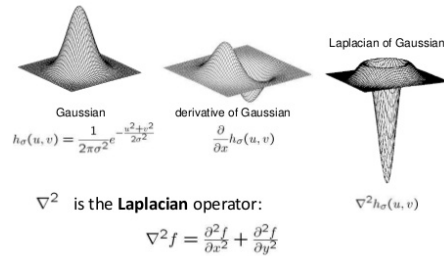 Laplacian of Gaussian
Gaussian
derivative of Gaussian
h_σ(u, v) = 1/(2πσ²) e^(-(u²+v²)/(2σ²))
∂/∂x h_σ(u, v)
∇²h_σ(u, v)
∇² is the Laplacian operator:
∇²f = ∂²f/∂x² + ∂²f/∂y²